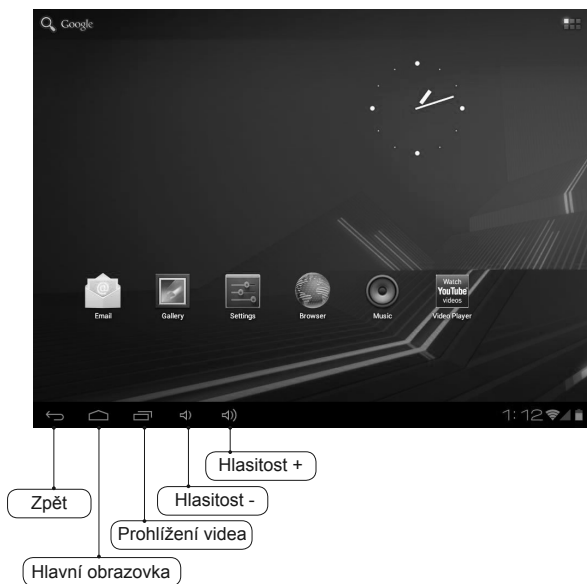 Google
@
Watch
YouTube
videos
Email
Gallery
Settings
Browser
Music
Video Player
1:12
Hlasitost +
Zpět
Hlasitost -
Prohlížení videa
Hlavní obrazovka